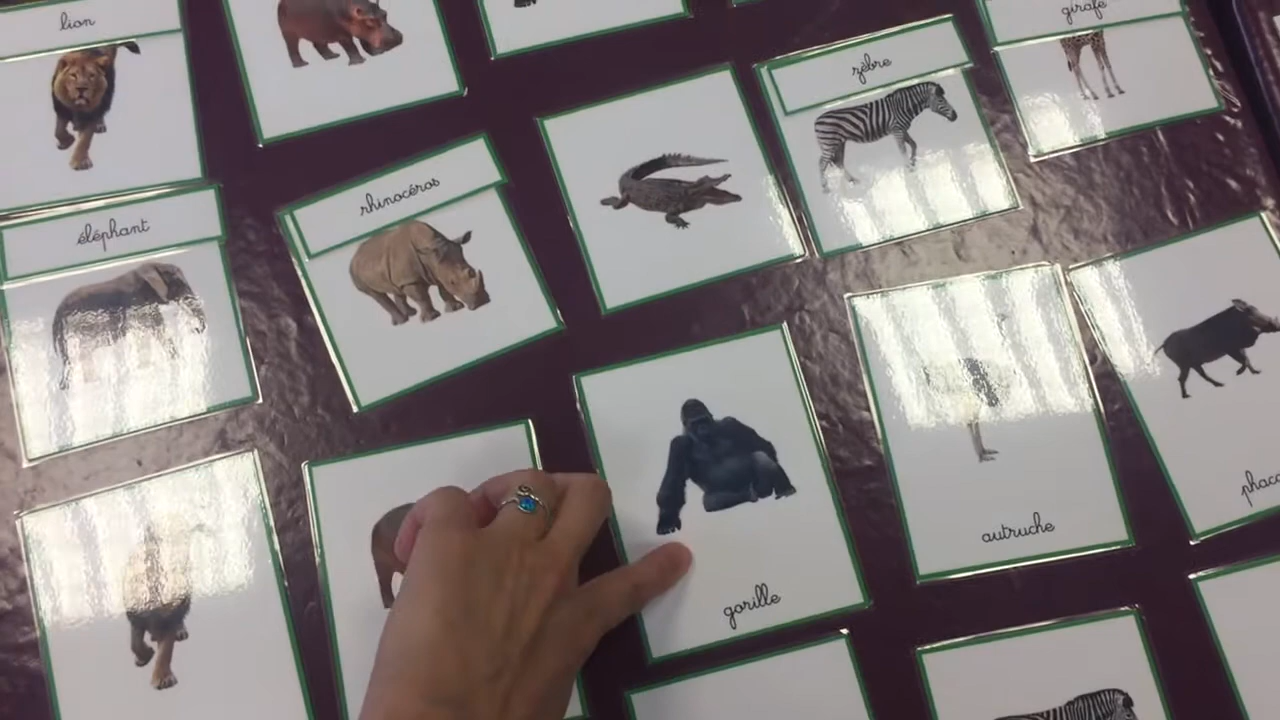 lion
girafe
zèbre
rhinocéros
éléphant
autruche
gorille